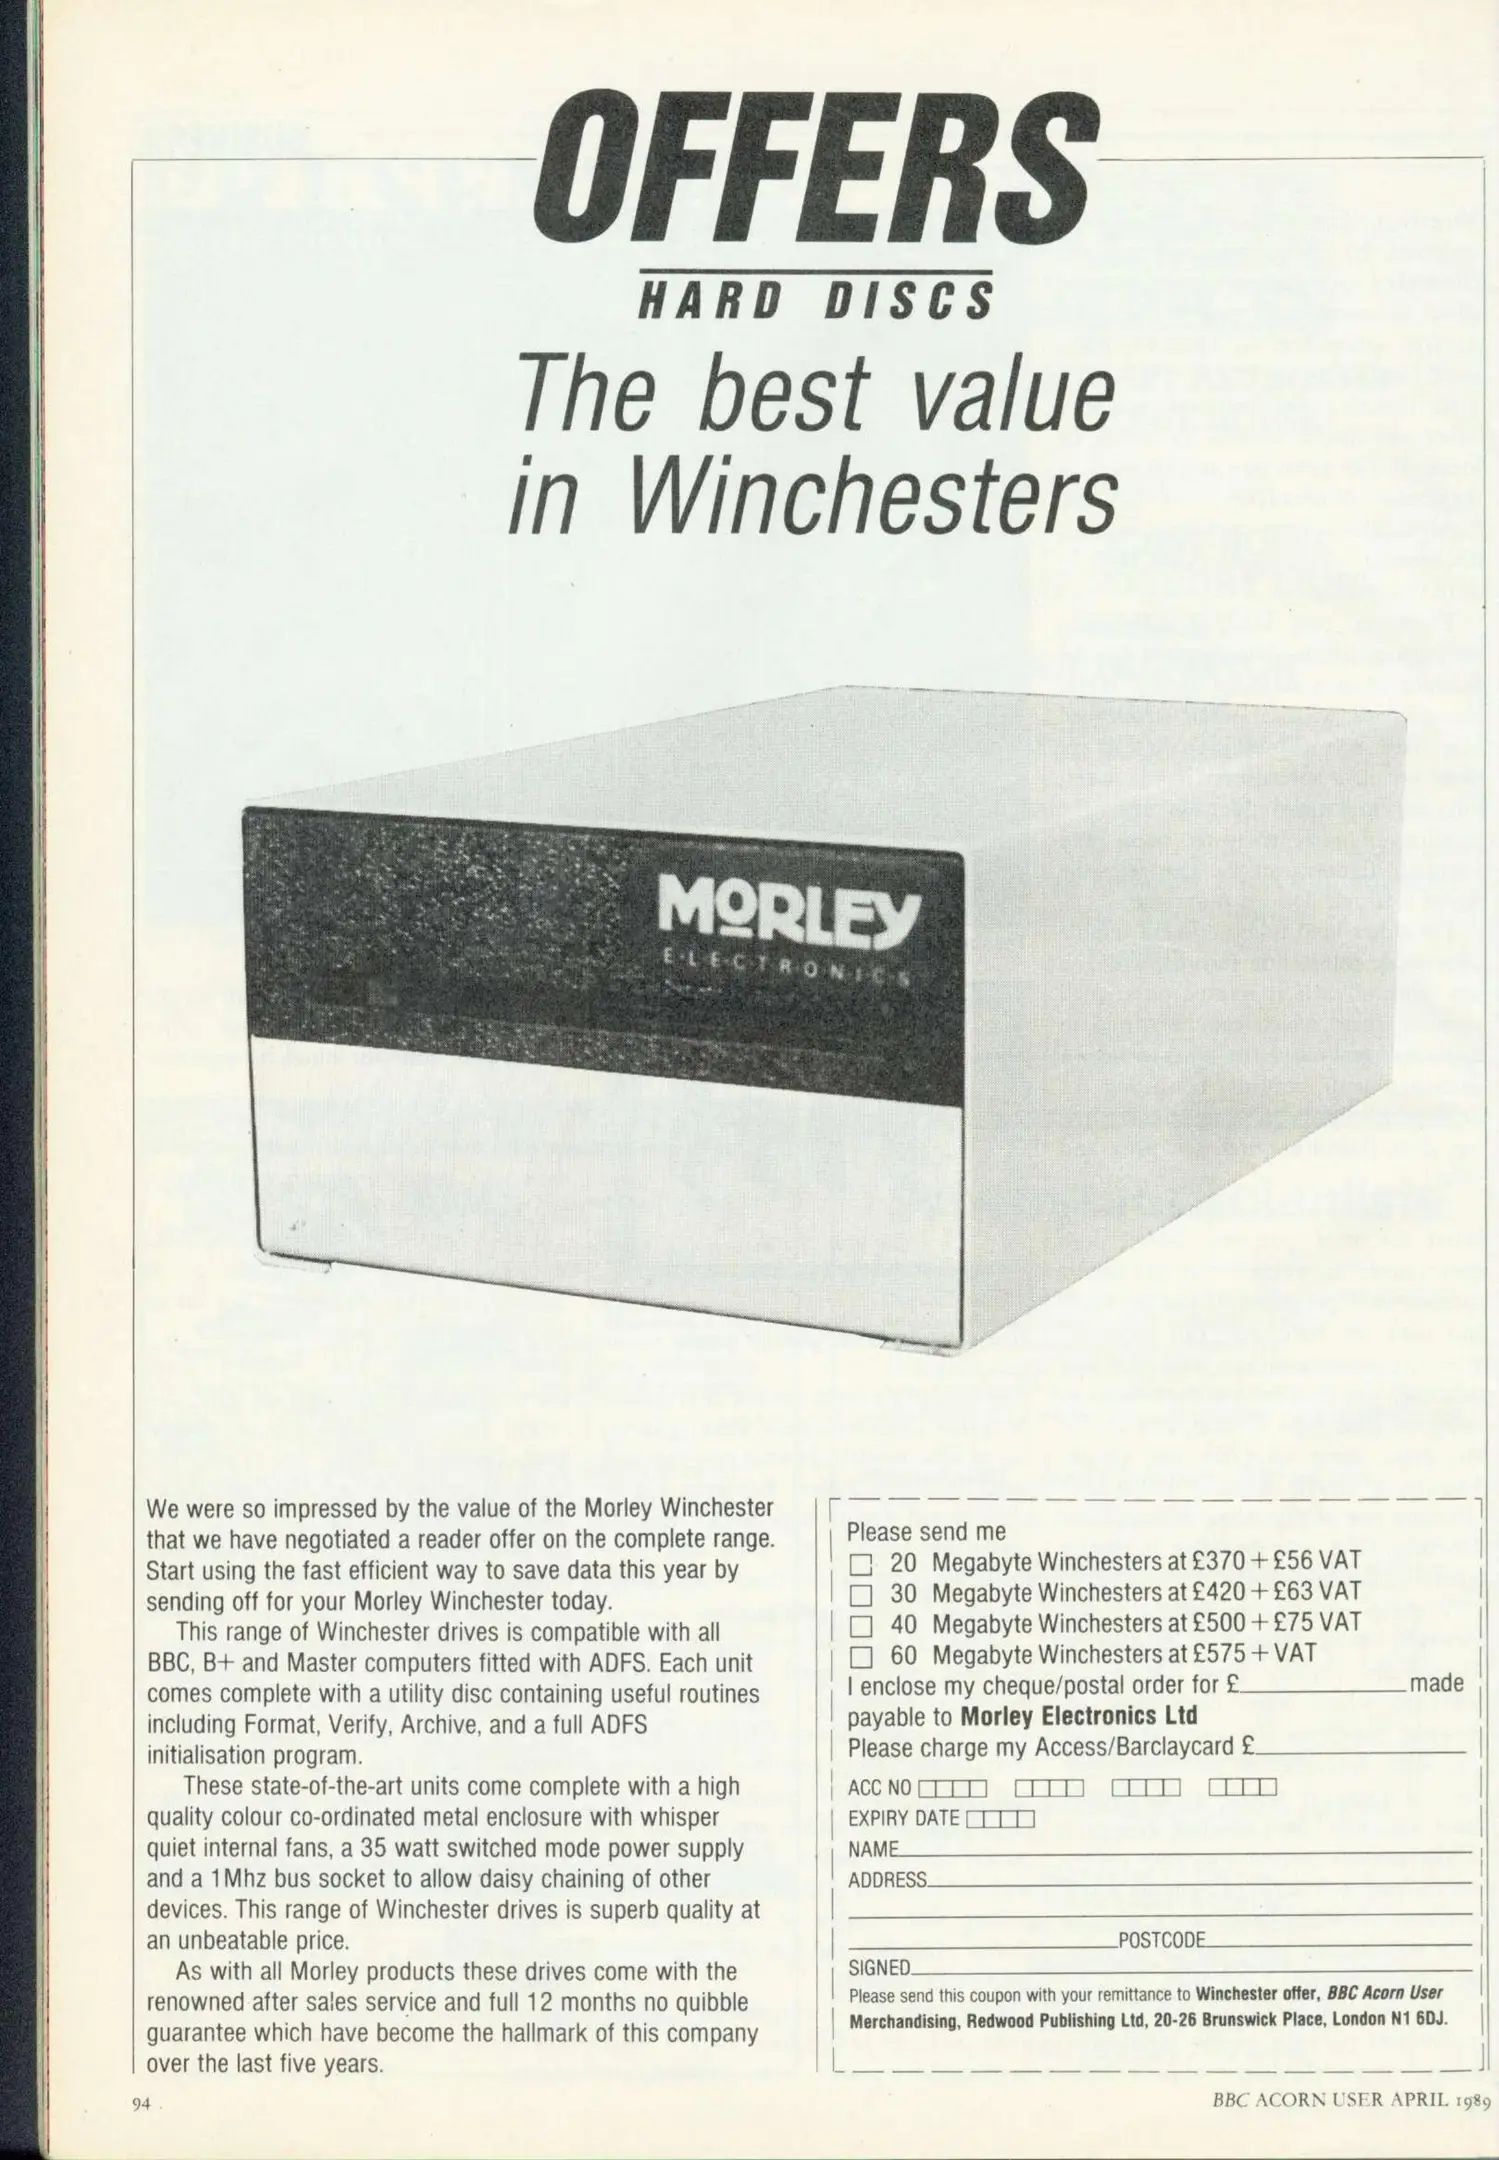 OFFERS
HARD DISCS
The best value
in Winchesters
MORLEY
E·L·E·C·T·R·O·N·I·C·S
We were so impressed by the value of the Morley Winchester
that we have negotiated a reader offer on the complete range.
Start using the fast efficient way to save data this year by
sending off for your Morley Winchester today.
This range of Winchester drives is compatible with all
BBC, B+ and Master computers fitted with ADFS. Each unit
comes complete with a utility disc containing useful routines
including Format, Verify, Archive, and a full ADFS
initialisation program.
These state-of-the-art units come complete with a high
quality colour co-ordinated metal enclosure with whisper
quiet internal fans, a 35 watt switched mode power supply
and a 1Mhz bus socket to allow daisy chaining of other
devices. This range of Winchester drives is superb quality at
an unbeatable price.
As with all Morley products these drives come with the
renowned after sales service and full 12 months no quibble
guarantee which have become the hallmark of this company
over the last five years.
Please send me
20 Megabyte Winchesters at £370 + £56 VAT
30 Megabyte Winchesters at £420 + £63 VAT
40 Megabyte Winchesters at £500 + £75 VAT
60 Megabyte Winchesters at £575 + VAT
I enclose my cheque/postal order for £ made
payable to Morley Electronics Ltd
Please charge my Access/Barclaycard £
ACC NO
EXPIRY DATE
NAME
ADDRESS
POSTCODE
SIGNED
Please send this coupon with your remittance to Winchester offer, BBC Acorn User
Merchandising, Redwood Publishing Ltd, 20-26 Brunswick Place, London N1 6DJ.
94
BBC ACORN USER APRIL 1989